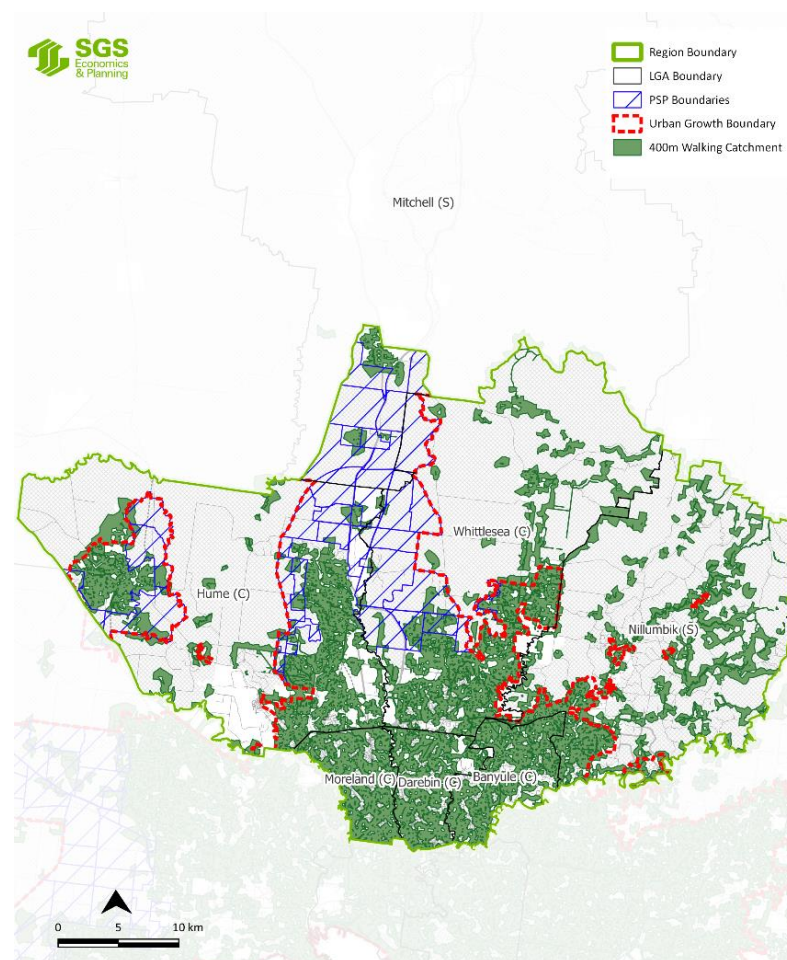 SGS
Economics
& Planning
Region Boundary
LGA Boundary
PSP Boundaries
Urban Growth Boundary
400m Walking Catchment
Mitchell (S)
Whittlesea (C)
Hume (C)
Nillumbik (S)
Moreland (C)
Darebin (C)
Banyule (C)
0 5 10 km